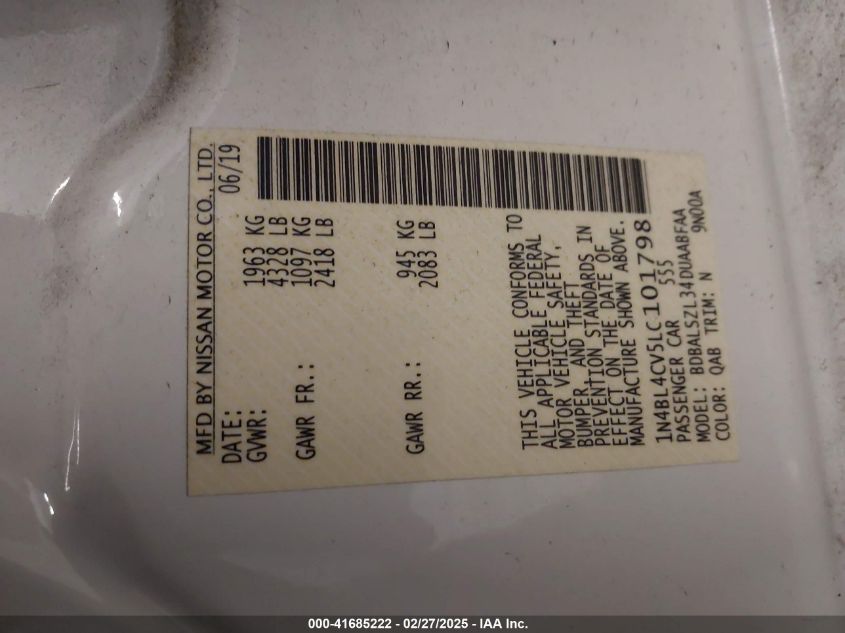 MFD BY NISSAN MOTOR CO., LTD.
DATE: 06/19
GVWR: 1963 KG
4328 LB
GAWR FR.: 1097 KG
2418 LB
GAWR RR.: 945 KG
2083 LB
THIS VEHICLE CONFORMS TO
ALL APPLICABLE FEDERAL
MOTOR VEHICLE SAFETY,
BUMPER, AND THEFT
PREVENTION STANDARDS IN
EFFECT ON THE DATE OF
MANUFACTURE SHOWN ABOVE.
1N4BL4CV5LC101798
PASSENGER CAR 555
MODEL: BDBALSZL34DUAABFAA
COLOR: QAB TRIM: N 9N00A
000-41685222 - 02/27/2025 - IAA Inc.